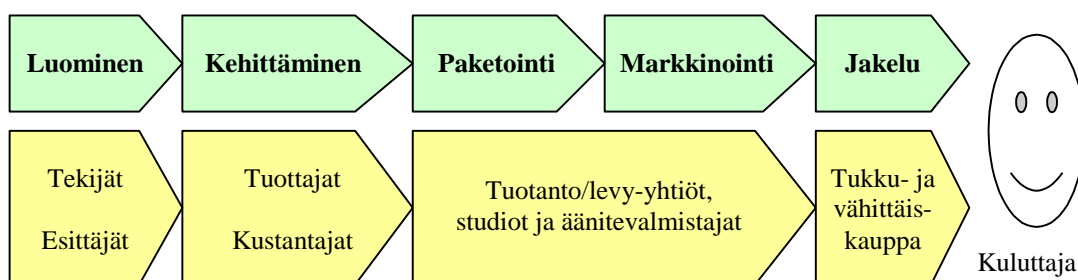 Luominen
Kehittäminen
Paketointi
Markkinointi
Jakelu
Tekijät
Esittäjät
Tuottajat
Kustantajat
Tuotanto/levy-yhtiöt,
studiot ja äänitevalmistajat
Tukku- ja
vähittäis-
kauppa
Kuluttaja